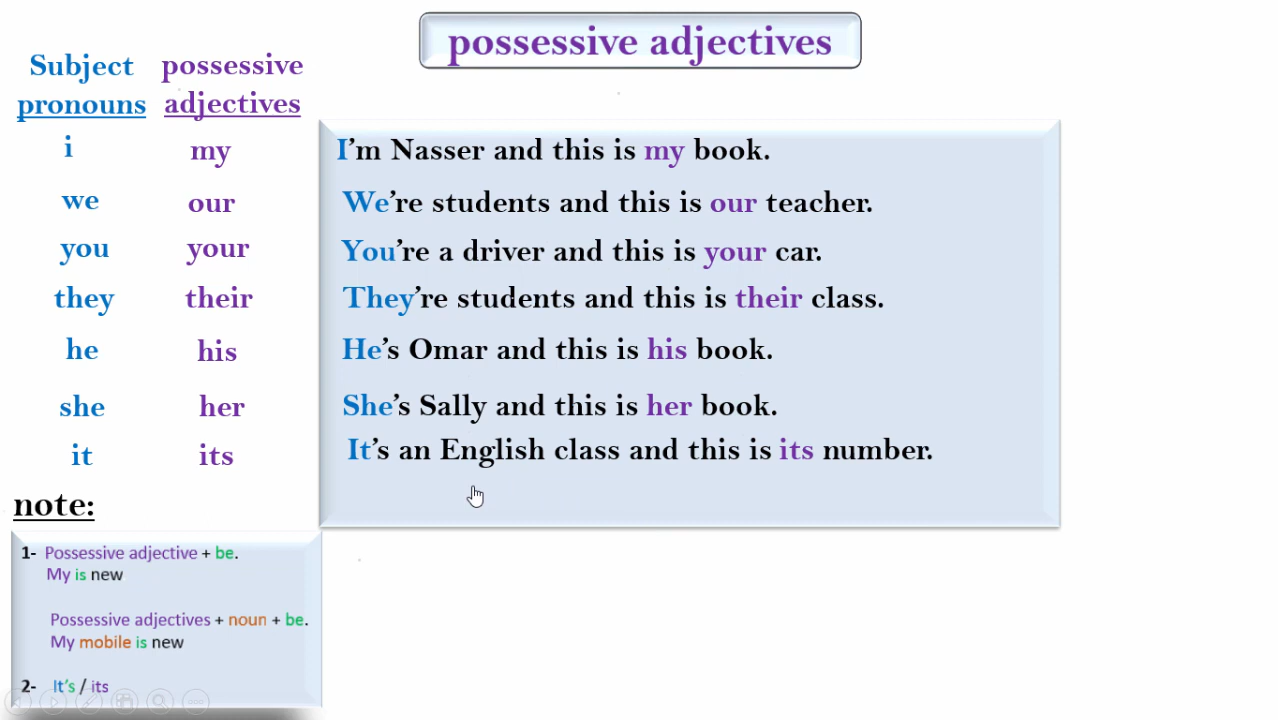 possessive adjectives
Subject possessive
pronouns adjectives
i my
we our
you your
they their
he his
she her
it its
I'm Nasser and this is my book.
We're students and this is our teacher.
You're a driver and this is your car.
They're students and this is their class.
He's Omar and this is his book.
She's Sally and this is her book.
It's an English class and this is its number.
note:
1- Possessive adjective + be.
My is new
Possessive adjectives + noun + be.
My mobile is new
2- It's / its